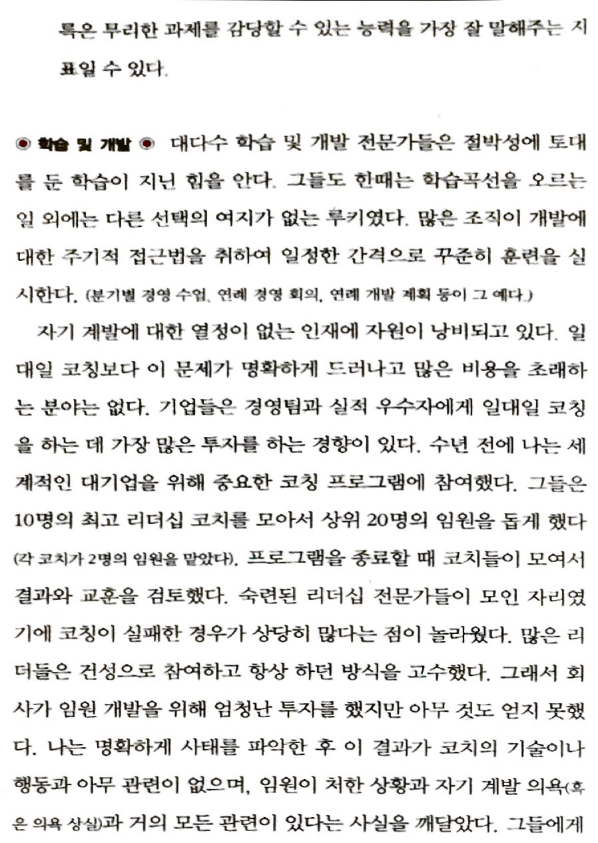 록은 무리한 과제를 감당할 수 있는 능력을 가장 잘 말해주는 지
표일 수 있다.
◉ 학습 및 개발 ◉ 대다수 학습 및 개발 전문가들은 절박성에 토대
를 둔 학습이 지닌 힘을 안다. 그들도 한때는 학습곡선을 오르는
일 외에는 다른 선택의 여지가 없는 루키였다. 많은 조직이 개발에
대한 주기적 접근법을 취하여 일정한 간격으로 꾸준히 훈련을 실
시한다. (분기별 경영 수업, 연례 경영 회의, 연례 개발 계획 등이 그 예다.)
자기 계발에 대한 열정이 없는 인재에 자원이 낭비되고 있다. 일
대일 코칭보다 이 문제가 명확하게 드러나고 많은 비용을 초래하
는 분야는 없다. 기업들은 경영팀과 실적 우수자에게 일대일 코칭
을 하는 데 가장 많은 투자를 하는 경향이 있다. 수년 전에 나는 세
계적인 대기업을 위해 중요한 코칭 프로그램에 참여했다. 그들은
10명의 최고 리더십 코치를 모아서 상위 20명의 임원을 돕게 했다
(각 코치가 2명의 임원을 맡았다). 프로그램을 종료할 때 코치들이 모여서
결과와 교훈을 검토했다. 숙련된 리더십 전문가들이 모인 자리였
기에 코칭이 실패한 경우가 상당히 많다는 점이 놀라웠다. 많은 리
더들은 건성으로 참여하고 항상 하던 방식을 고수했다. 그래서 회
사가 임원 개발을 위해 엄청난 투자를 했지만 아무 것도 얻지 못했
다. 나는 명확하게 사태를 파악한 후 이 결과가 코치의 기술이나
행동과 아무 관련이 없으며, 임원이 처한 상황과 자기 계발 의욕(혹
은 의욕 상실)과 거의 모든 관련이 있다는 사실을 깨달았다. 그들에게